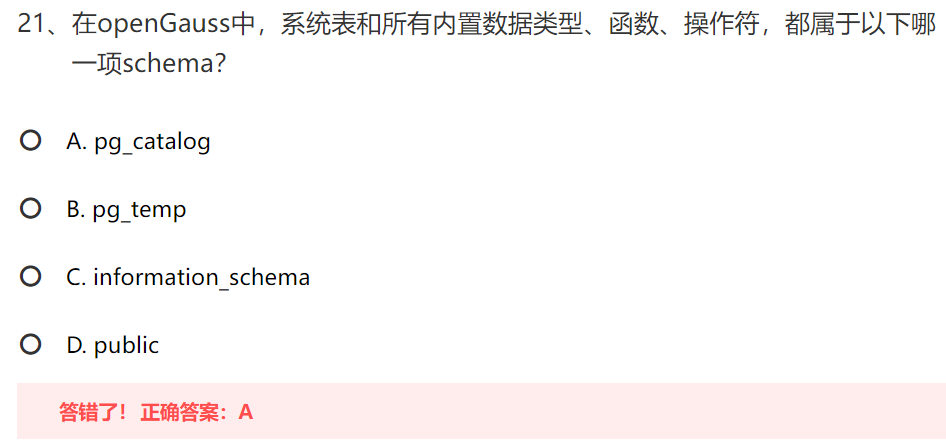 21、在openGauss中，系统表和所有内置数据类型、函数、操作符，都属于以下哪
一项schema？
A. pg_catalog
B. pg_temp
C. information_schema
D. public
答错了！正确答案：A